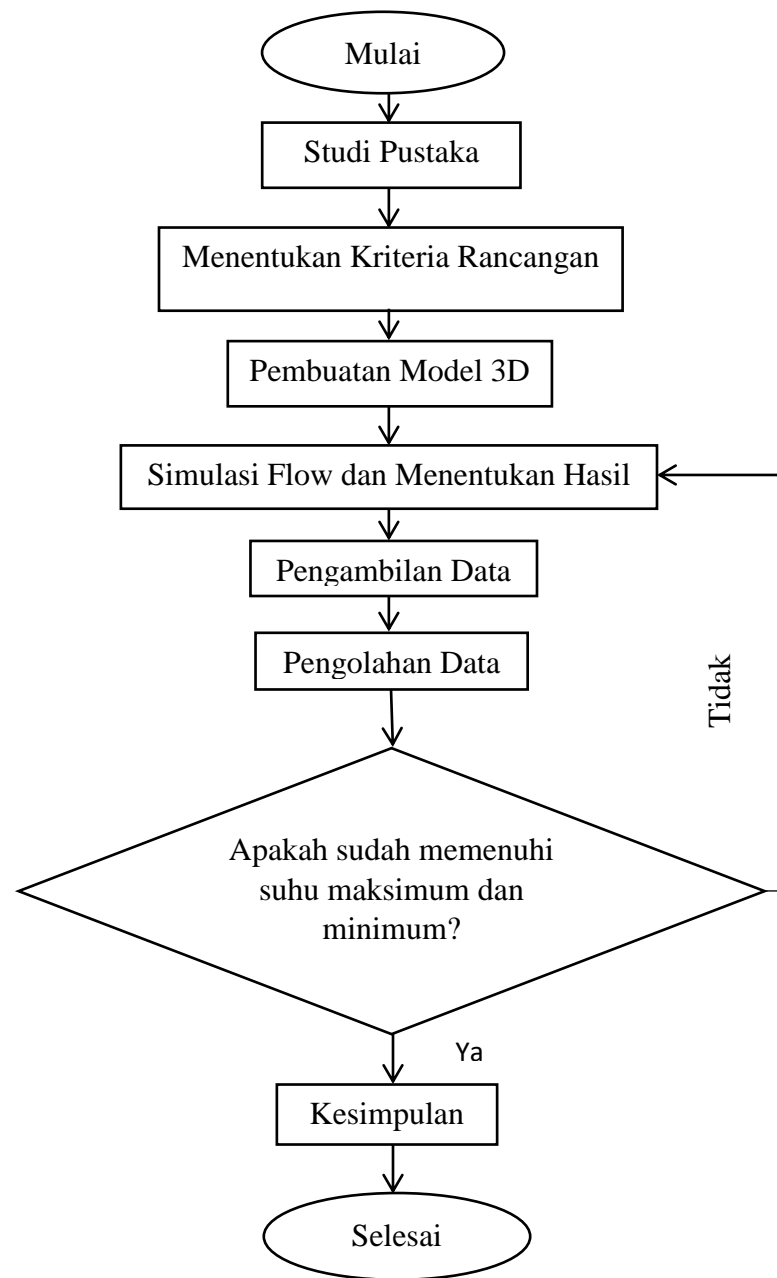 Mulai
Studi Pustaka
Menentukan Kriteria Rancangan
Pembuatan Model 3D
Simulasi Flow dan Menentukan Hasil
Pengambilan Data
Pengolahan Data
Tidak
Apakah sudah memenuhi
suhu maksimum dan
minimum?
Ya
Kesimpulan
Selesai